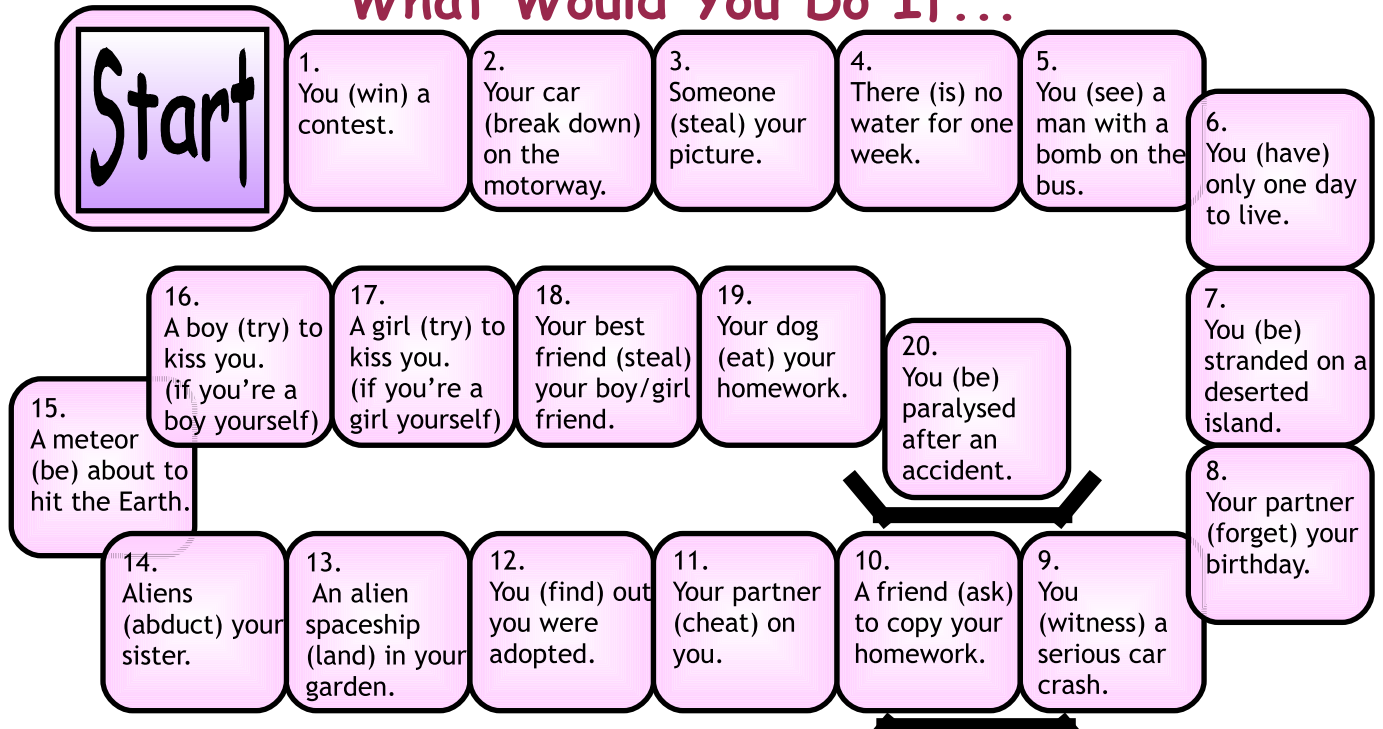 What Would You Do If...
Start
1.
You (win) a
contest.
2.
Your car
(break down)
on the
motorway.
3.
Someone
(steal) your
picture.
4.
There (is) no
water for one
week.
5.
You (see) a
man with a
bomb on the
bus.
6.
You (have)
only one day
to live.
7.
You (be)
stranded on a
deserted
island.
8.
Your partner
(forget) your
birthday.
9.
You
(witness) a
serious car
crash.
10.
A friend (ask)
to copy your
homework.
11.
Your partner
(cheat) on
you.
12.
You (find) out
you were
adopted.
13.
An alien
spaceship
(land) in your
garden.
14.
Aliens
(abduct) your
sister.
15.
A meteor
(be) about to
hit the Earth.
16.
A boy (try) to
kiss you.
(if you’re a
boy yourself)
17.
A girl (try) to
kiss you.
(if you’re a
girl yourself)
18.
Your best
friend (steal)
your boy/girl
friend.
19.
Your dog
(eat) your
homework.
20.
You (be)
paralysed
after an
accident.